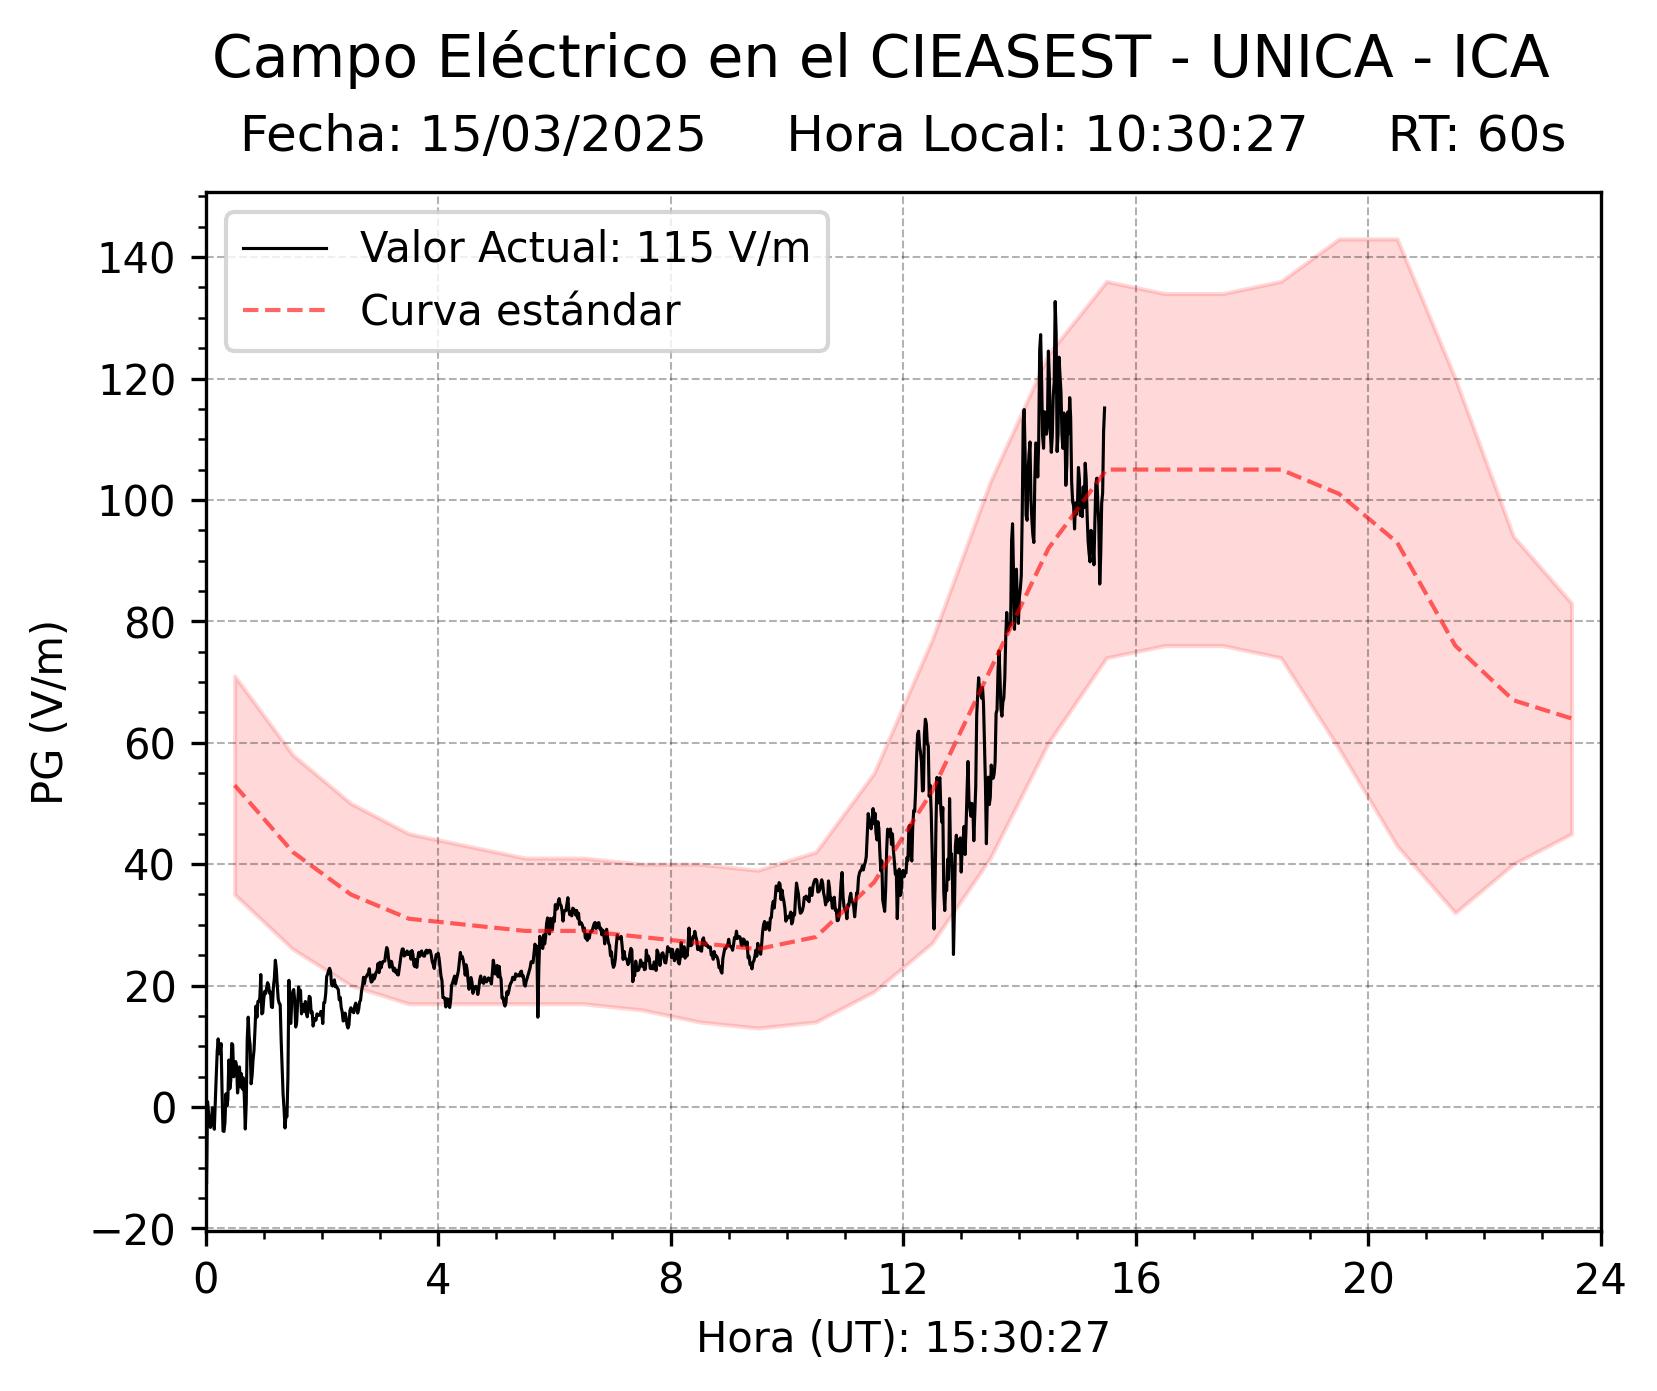 Campo Eléctrico en el CIEASEST - UNICA - ICA
Fecha: 15/03/2025 Hora Local: 10:30:27 RT: 60s
Valor Actual: 115 V/m
Curva estándar
PG (V/m)
140
120
100
80
60
40
20
0
−20
0 4 8 12 16 20 24
Hora (UT): 15:30:27